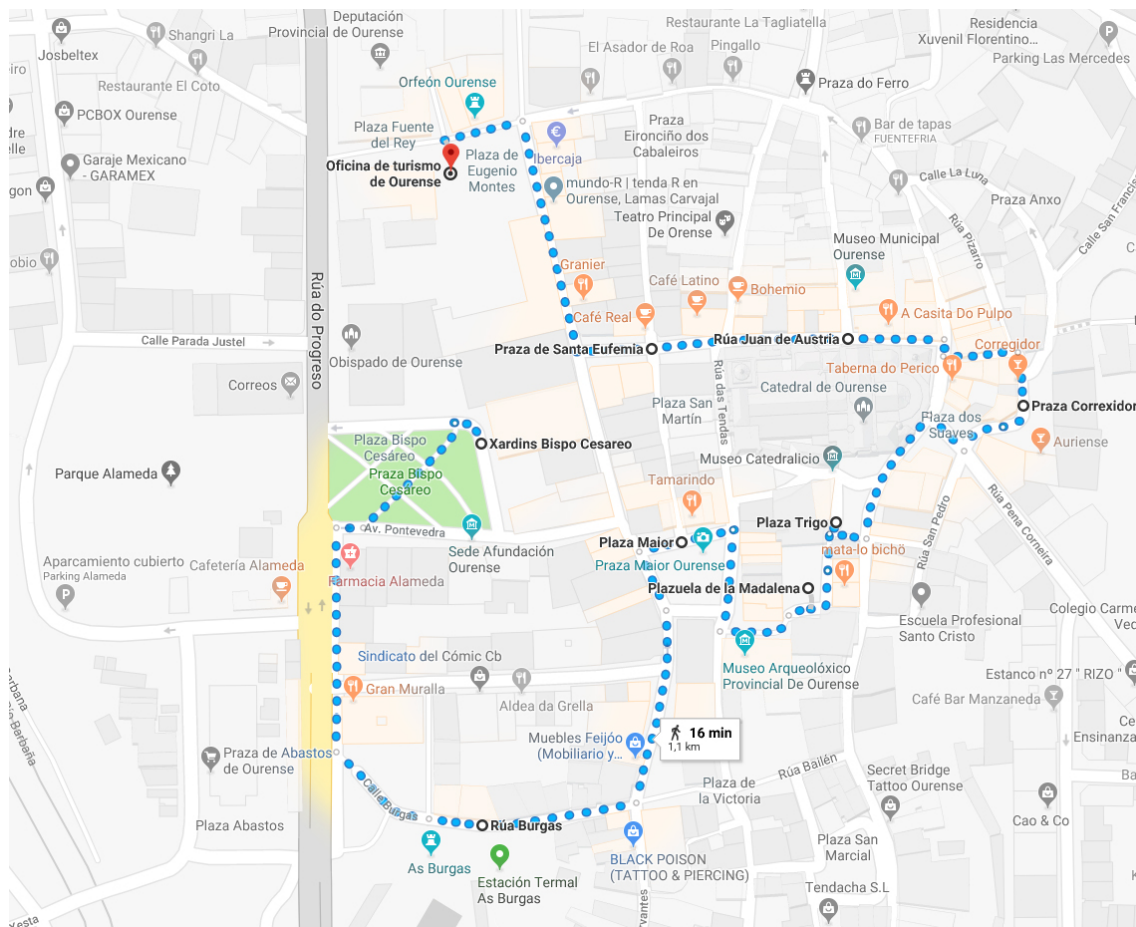 Deputación
Provincial de Ourense
Restaurante La Tagliatella
Residencia
Xuvenil Florentino...
Josbeltex
Shangri La
El Asador de Roa
Pingallo
Parking Las Medercedes
Restaurante El Coto
Orfeón Ourense
Praza do Ferro
PCBOX Ourense
Plaza Fuente
del Rey
Praza
Eironciño dos
Cabaleiros
Bar de tapas
FUENTEFRIA
Ibercaja
Garaje Mexicano
- GARAMEX
Oficina de turismo
de Ourense
Plaza de
Eugenio
Montes
mundo-R | tenda R en
Ourense, Lamas Carvajal
Calle La Luna
Praza Anxo
Calle San Francis
Teatro Principal
De Orense
Rúa Pizarro
Museo Municipal
Ourense
Granier
Café Latino
Bohemio
Café Real
A Casita Do Pulpo
Rúa do Progreso
Calle Parada Justel
Obispado de Ourense
Praza de Santa Eufemia
Rúa Juan de Austria
Corregidor
Taberna do Perico
Correos
Catedral de Ourense
Rúa das Tendas
Plaza San
Martín
Praza Correxidor
Plaza dos
Suaves
Auriense
Plaza Bispo
Cesáreo
Xardins Bispo Cesareo
Parque Alameda
Praza Bispo
Cesáreo
Museo Catedralicio
Tamarindo
Rúa Pena Corneira
Av. Pontevedra
Plaza Trigo
Rúa San Pedro
Plaza Maior
Praza Maior Ourense
mata-lo bichö
Sede Afundación
Ourense
Aparcamiento cubierto
Parking Alameda
Cafetería Alameda
Farmacia Alameda
Plazuela de la Madalena
Escuela Profesional
Santo Cristo
Colegio Carme
Ved
Sindicato del Cómic Cb
Museo Arqueolóxico
Provincial De Ourense
Estanco nº 27 " RIZO "
Gran Muralla
Aldea da Grella
Café Bar Manzaneda
16 min
1,1 km
Muebles Feijóo
(Mobiliario y...
Ce
Ensinanza
Praza de Abastos
de Ourense
Rúa Bailén
Plaza de
la Victoria
Secret Bridge
Tattoo Ourense
Calle Burgas
Plaza Abastos
Rúa Burgas
Cao & Co
Plaza San
Marcial
As Burgas
BLACK POISON
(TATTOO & PIERCING)
Estación Termal
As Burgas
Tendacha S.L